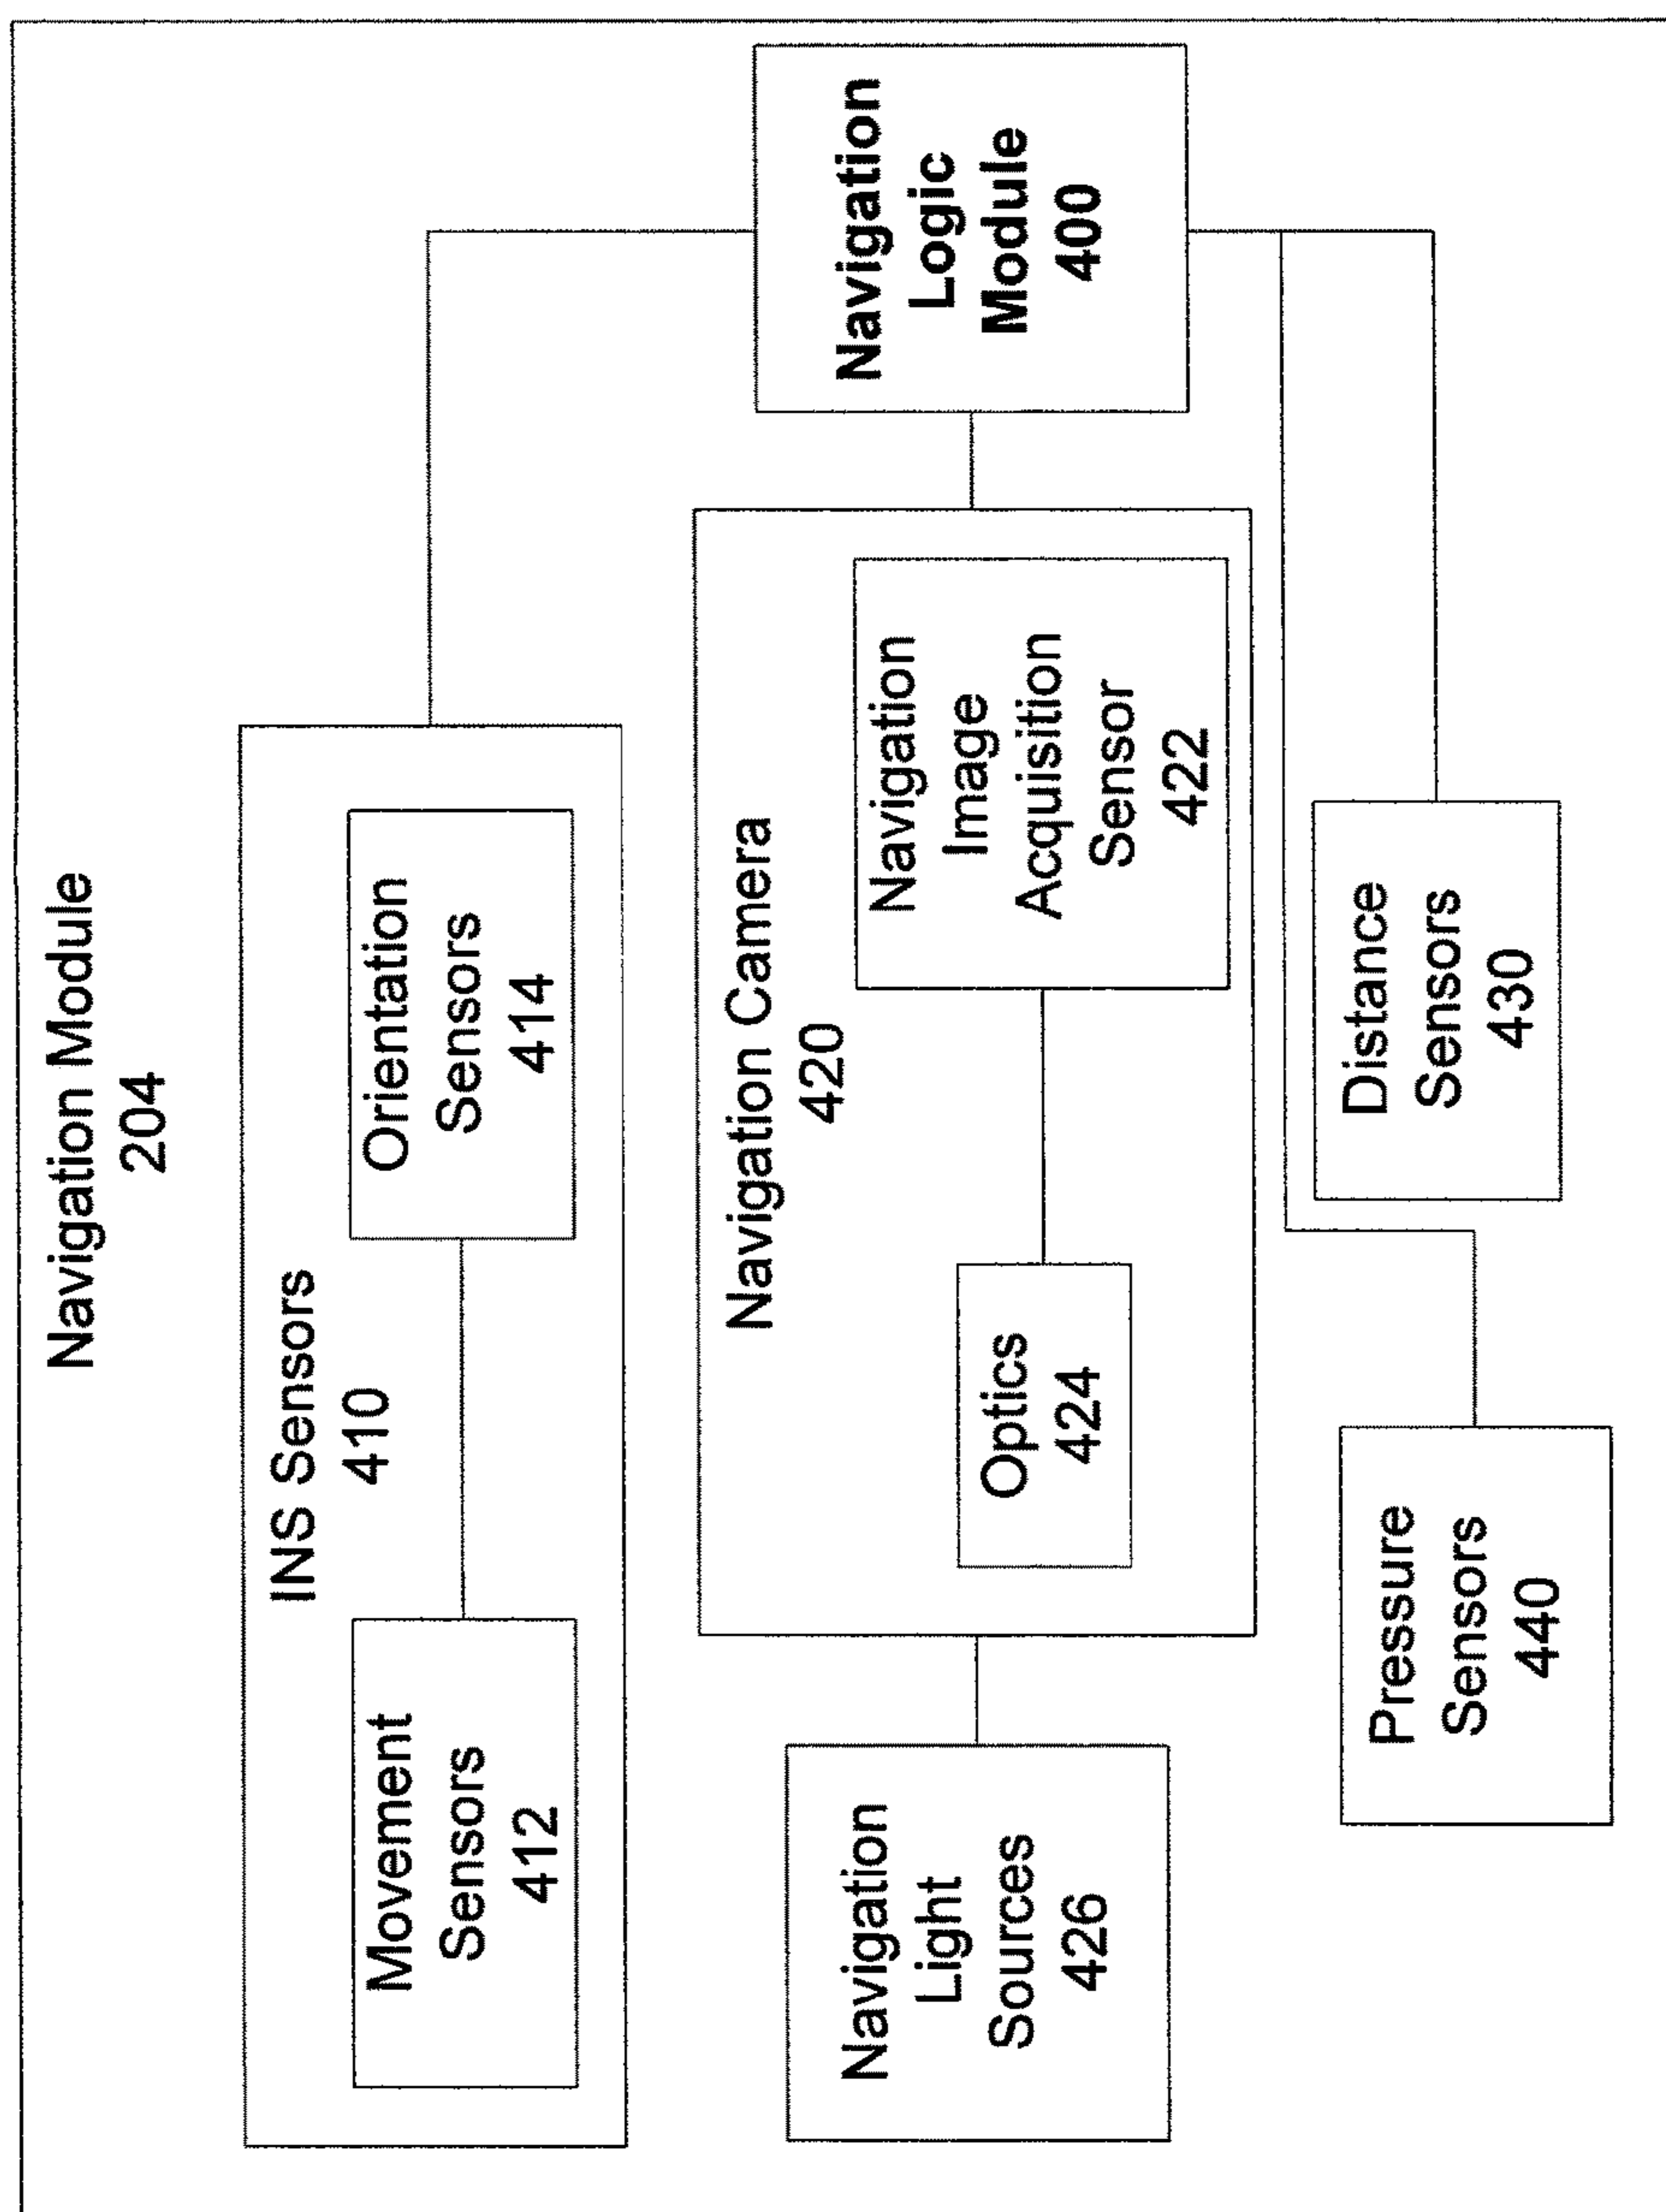 Navigation Module
204
INS Sensors
410
Movement
Sensors
412
Orientation
Sensors
414
Navigation Camera
420
Navigation
Light
Sources
426
Optics
424
Navigation
Image
Acquisition
Sensor
422
Navigation
Logic
Module
400
Pressure
Sensors
440
Distance
Sensors
430